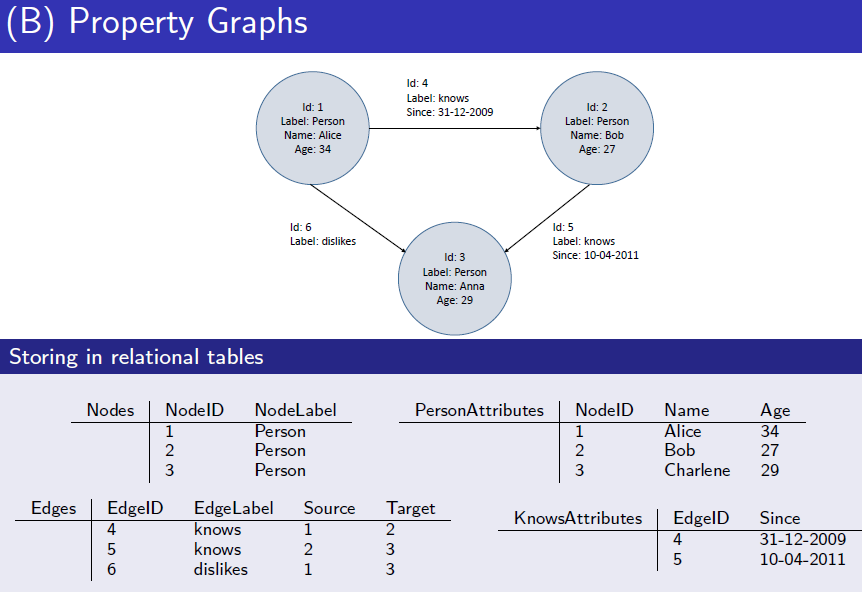 (B) Property Graphs
Id: 4
Label: knows
Since: 31-12-2009
Id: 1
Label: Person
Name: Alice
Age: 34
Id: 2
Label: Person
Name: Bob
Age: 27
Id: 6
Label: dislikes
Id: 5
Label: knows
Since: 10-04-2011
Id: 3
Label: Person
Name: Anna
Age: 29
Storing in relational tables
Nodes NodeID NodeLabel
1 Person
2 Person
3 Person
PersonAttributes NodeID Name Age
1 Alice 34
2 Bob 27
3 Charlene 29
Edges EdgeID EdgeLabel Source Target
4 knows 1 2
5 knows 2 3
6 dislikes 1 3
KnowsAttributes EdgeID Since
4 31-12-2009
5 10-04-2011